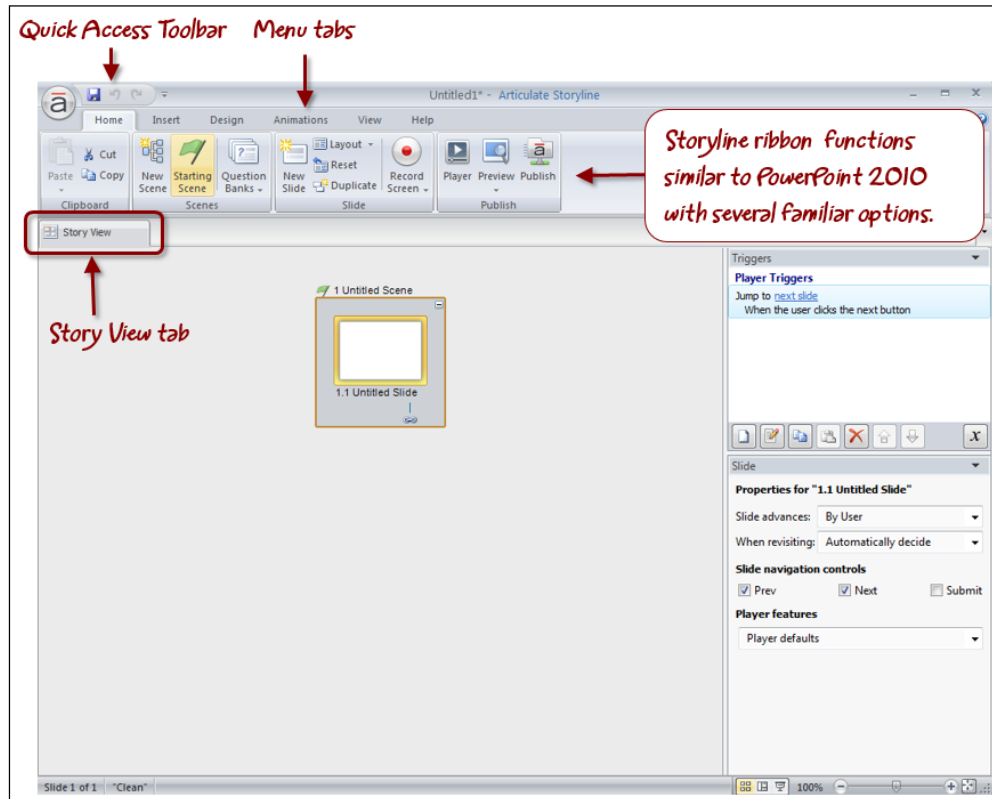 Quick Access Toolbar Menu tabs
Untitled1* - Articulate Storyline
Home Insert Design Animations View Help
Paste
Cut
Copy
Clipboard
New Scene
Starting Scene
Question Banks
Scenes
New Slide
Layout
Reset
Duplicate
Record Screen
Slide
Player Preview Publish
Publish
Storyline ribbon functions
similar to PowerPoint 2010
with several familiar options.
Story View
Story View tab
1 Untitled Scene
1.1 Untitled Slide
Triggers
Player Triggers
Jump to next slide
When the user clicks the next button
x
Slide
Properties for "1.1 Untitled Slide"
Slide advances: By User
When revisiting: Automatically decide
Slide navigation controls
Prev Next Submit
Player features
Player defaults
Slide 1 of 1 "Clean" 100%